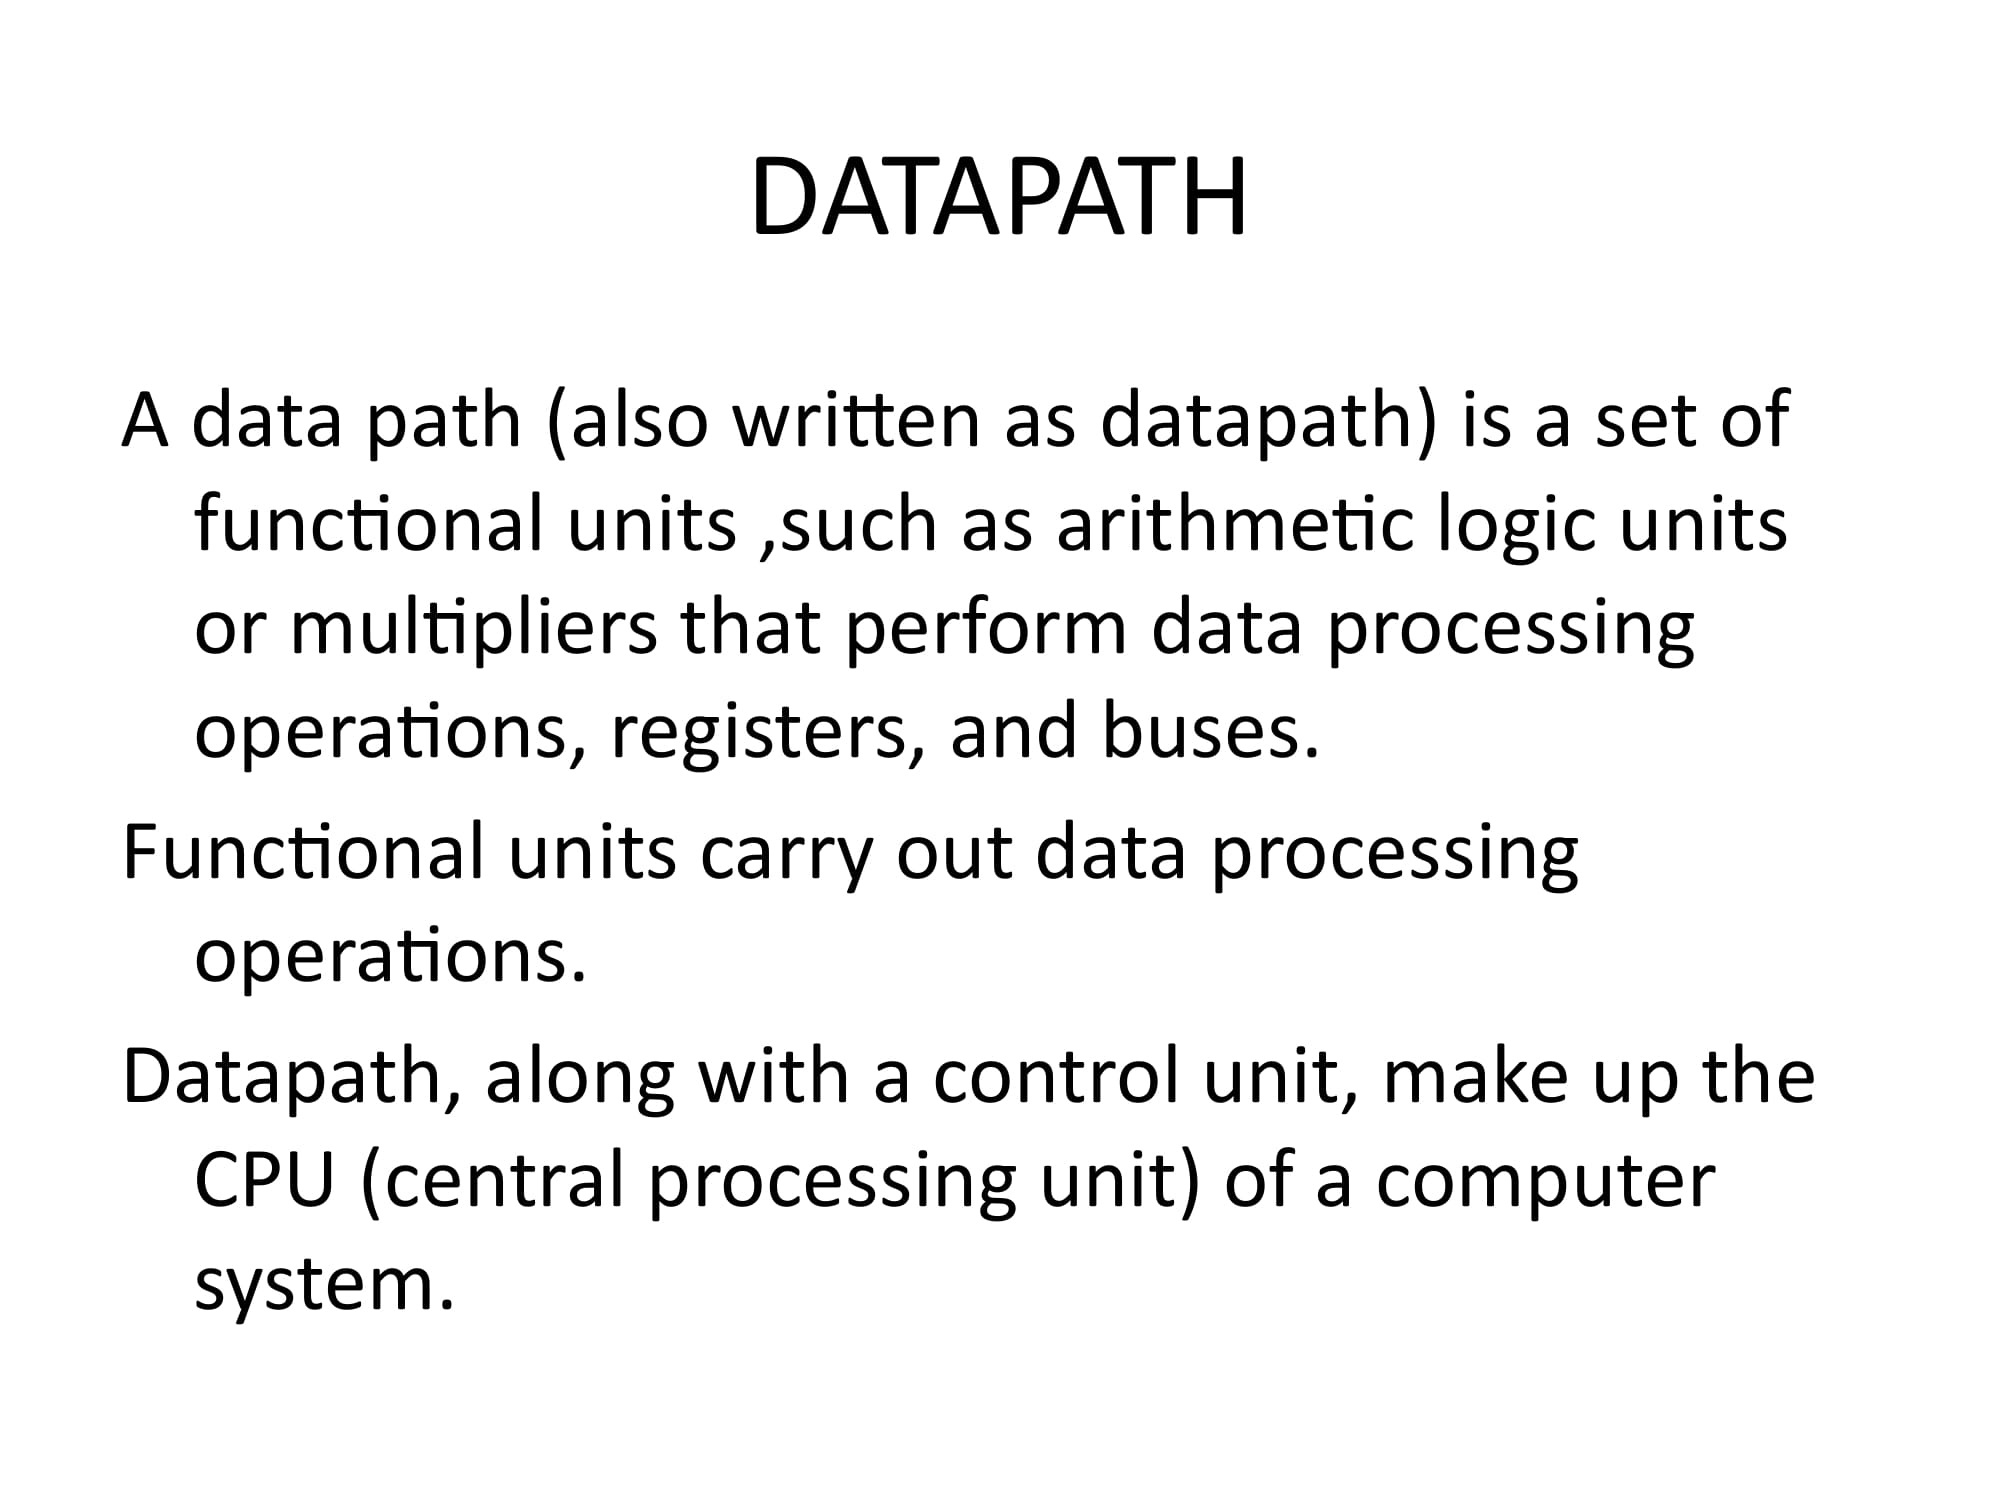 DATAPATH
A data path (also written as datapath) is a set of
functional units ,such as arithmetic logic units
or multipliers that perform data processing
operations, registers, and buses.
Functional units carry out data processing
operations.
Datapath, along with a control unit, make up the
CPU (central processing unit) of a computer
system.